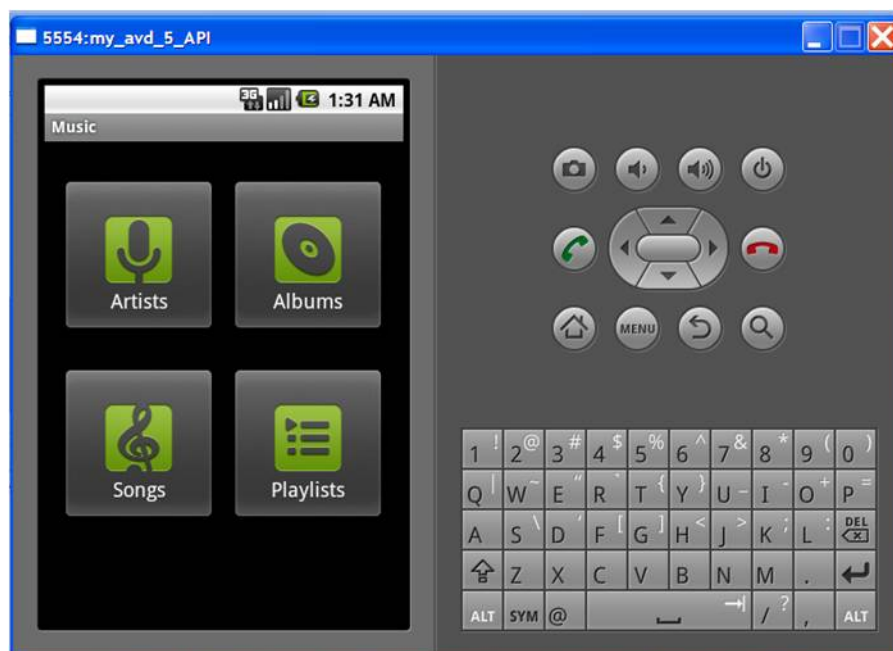 5554:my_avd_5_API
3G 1:31 AM
Music
Artists Albums
Songs Playlists
MENU
1 ! 2 @ 3 # 4 $ 5 % 6 ^ 7 & 8 * 9 ( 0 )
Q | W ~ E " R ` T { Y } U _ I - O + P =
A S \ D ' F [ G ] H < J > K ; L : DEL
Z X C V B N M .
ALT SYM @ / ? , ALT